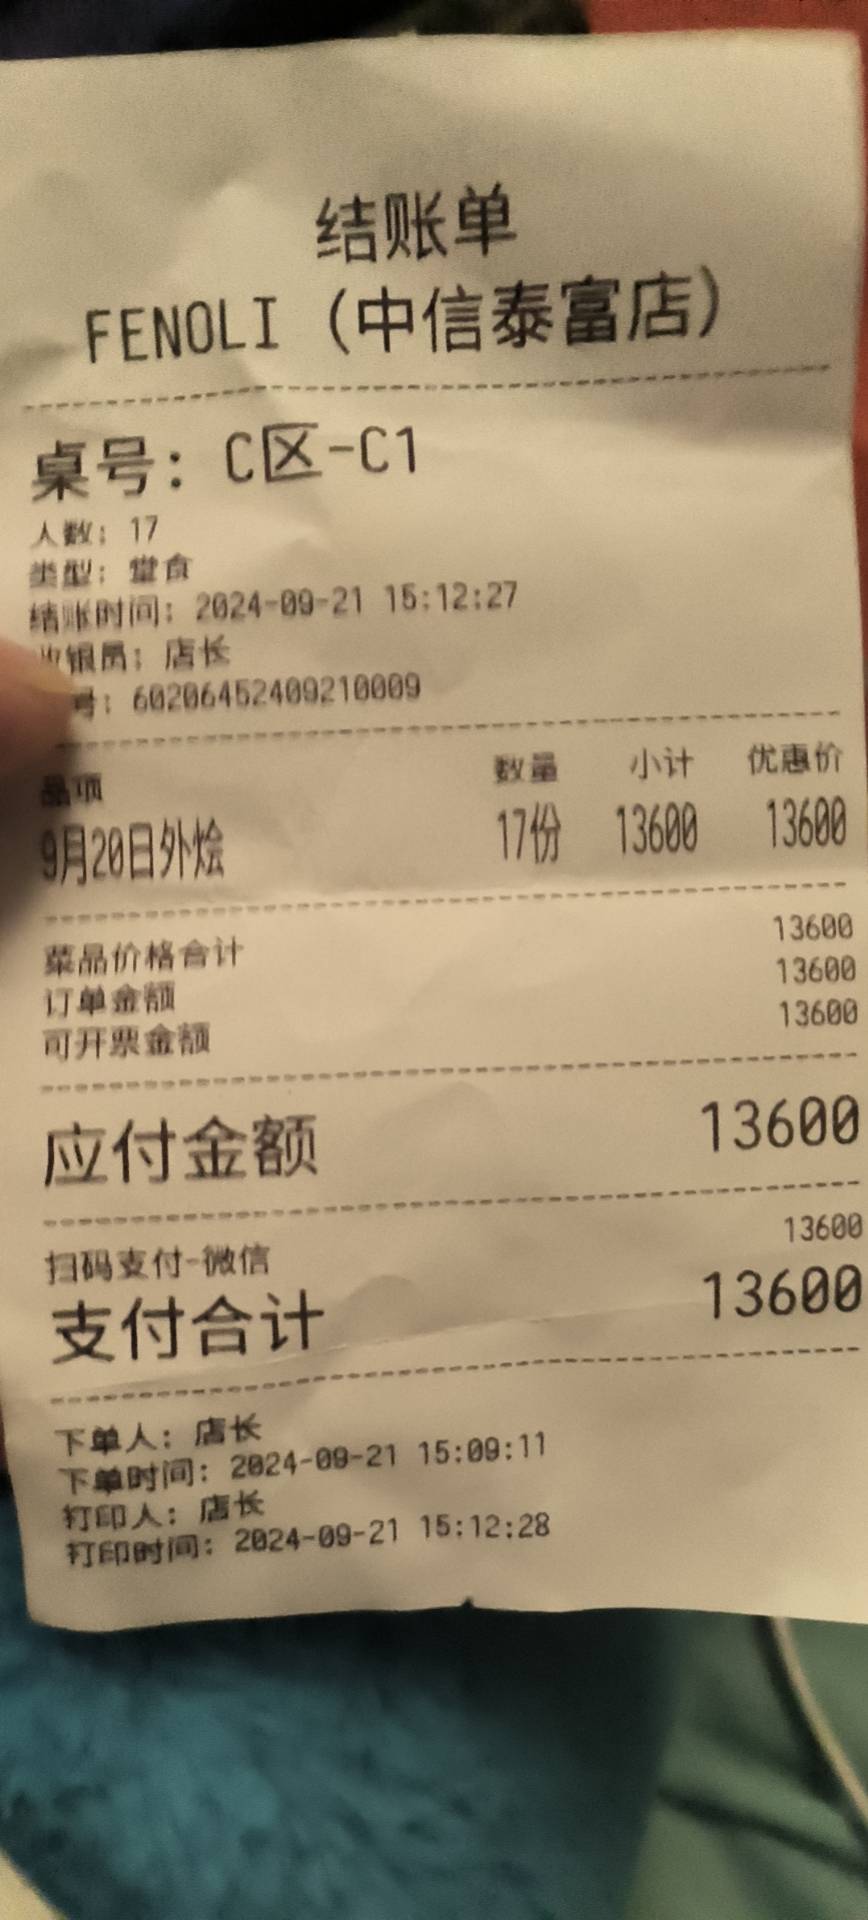 结账单
FENOLI（中信泰富店）
桌号：C区-C1
人数：17
类型：堂食
结账时间：2024-09-21 15:12:27
收银员：店长
号：60206452409210009
品项 数量 小计 优惠价
9月20日外烩 17份 13600 13600
菜品价格合计 13600
订单金额 13600
可开票金额 13600
应付金额 13600
扫码支付-微信 13600
支付合计 13600
下单人：店长
下单时间：2024-09-21 15:09:11
打印人：店长
打印时间：2024-09-21 15:12:28